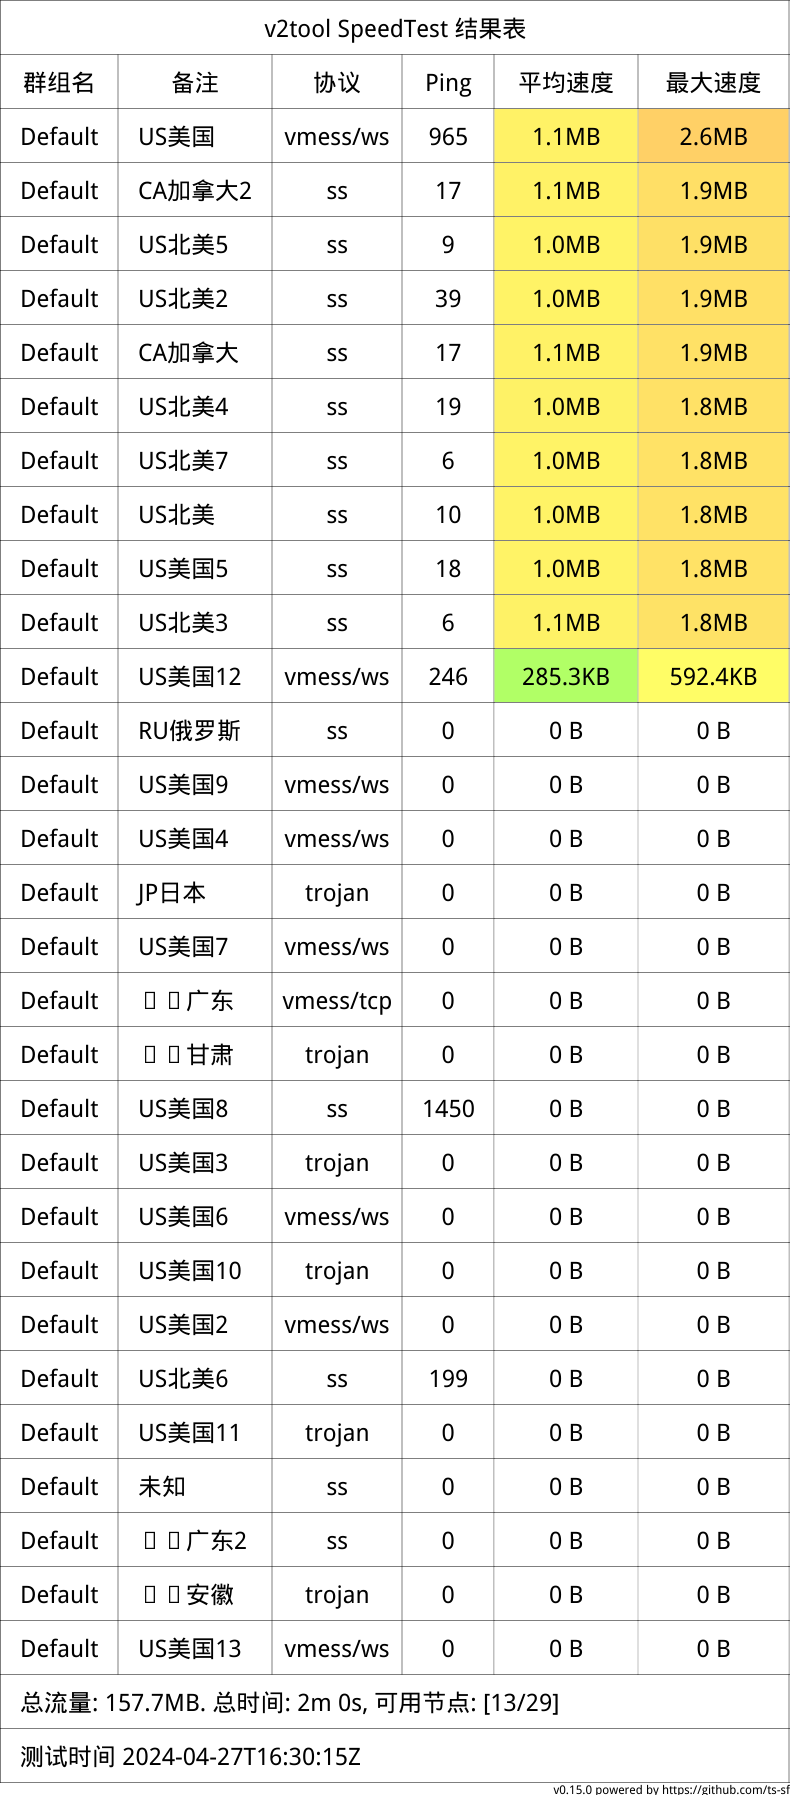 v2tool SpeedTest 结果表
群组名 备注 协议 Ping 平均速度 最大速度
Default US美国 vmess/ws 965 1.1MB 2.6MB
Default CA加拿大2 ss 17 1.1MB 1.9MB
Default US北美5 ss 9 1.0MB 1.9MB
Default US北美2 ss 39 1.0MB 1.9MB
Default CA加拿大 ss 17 1.1MB 1.9MB
Default US北美4 ss 19 1.0MB 1.8MB
Default US北美7 ss 6 1.0MB 1.8MB
Default US北美 ss 10 1.0MB 1.8MB
Default US美国5 ss 18 1.0MB 1.8MB
Default US北美3 ss 6 1.1MB 1.8MB
Default US美国12 vmess/ws 246 285.3KB 592.4KB
Default RU俄罗斯 ss 0 0 B 0 B
Default US美国9 vmess/ws 0 0 B 0 B
Default US美国4 vmess/ws 0 0 B 0 B
Default JP日本 trojan 0 0 B 0 B
Default US美国7 vmess/ws 0 0 B 0 B
Default 广东 vmess/tcp 0 0 B 0 B
Default 甘肃 trojan 0 0 B 0 B
Default US美国8 ss 1450 0 B 0 B
Default US美国3 trojan 0 0 B 0 B
Default US美国6 vmess/ws 0 0 B 0 B
Default US美国10 trojan 0 0 B 0 B
Default US美国2 vmess/ws 0 0 B 0 B
Default US北美6 ss 199 0 B 0 B
Default US美国11 trojan 0 0 B 0 B
Default 未知 ss 0 0 B 0 B
Default 广东2 ss 0 0 B 0 B
Default 安徽 trojan 0 0 B 0 B
Default US美国13 vmess/ws 0 0 B 0 B
总流量: 157.7MB. 总时间: 2m 0s, 可用节点: [13/29]
测试时间 2024-04-27T16:30:15Z
v0.15.0 powered by https://github.com/ts-sf